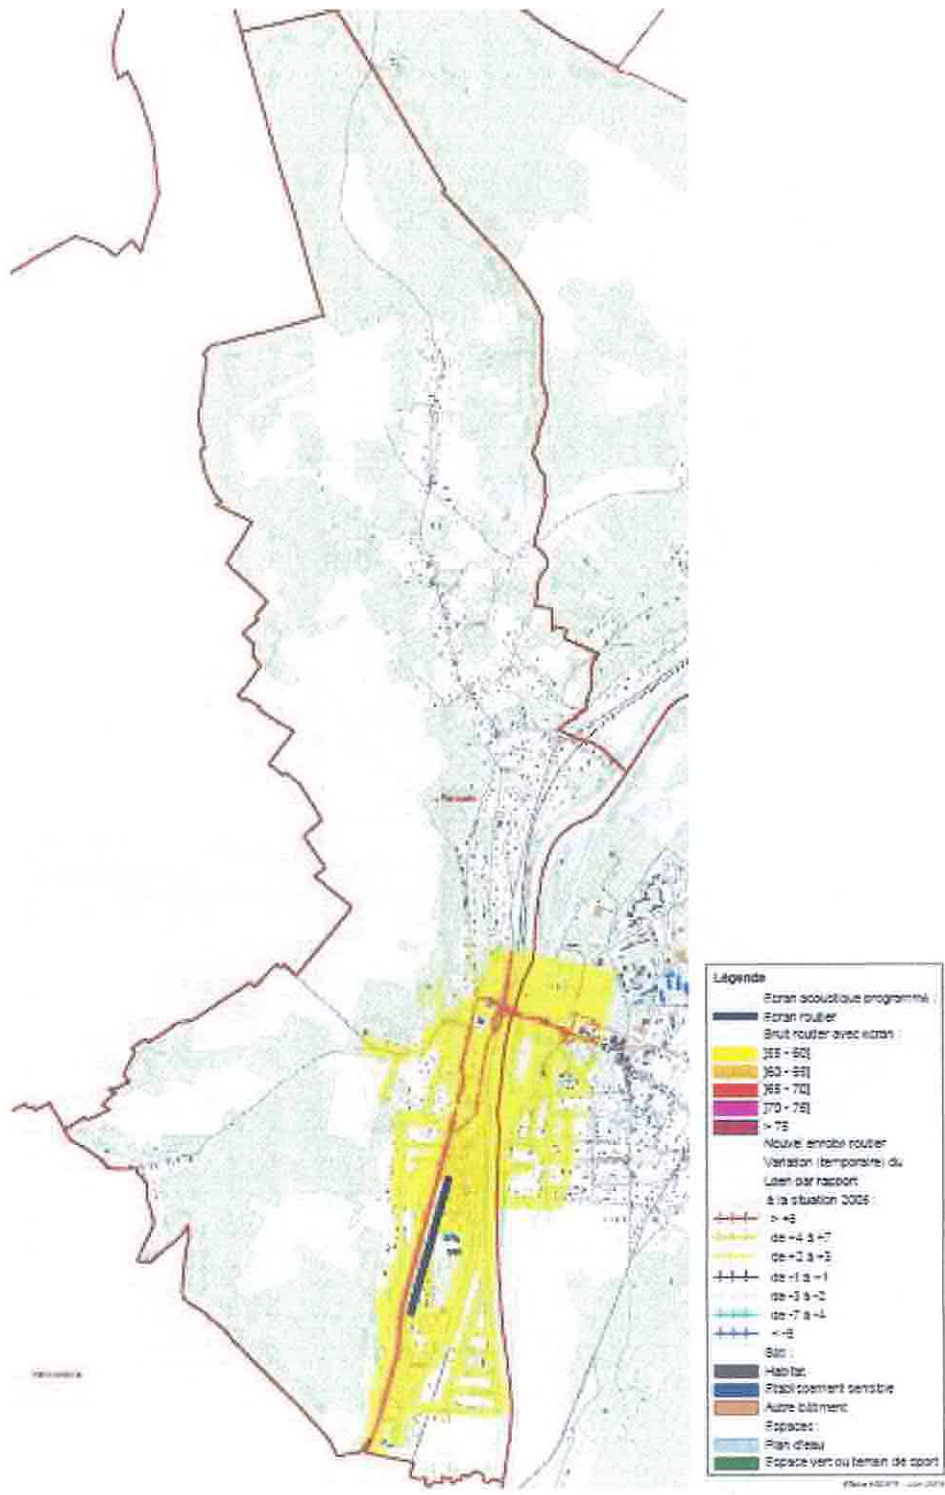 Légende
Ecran acoustique programmé :
Ecran routier
Bruit routier avec écran :
]55 - 60]
]60 - 65]
]65 - 70]
]70 - 75]
> 75
Nouvel enrobé routier
Variation (temporaire) du
Lden par rapport
à la situation 2005 :
de +4 à +7
de +2 à +3
de -1 à +1
de -3 à -2
de -7 à -4
Bâti :
Habitat
Etablissement sensible
Autre bâtiment
Espaces :
Plan d'eau
Espace vert ou terrain de sport